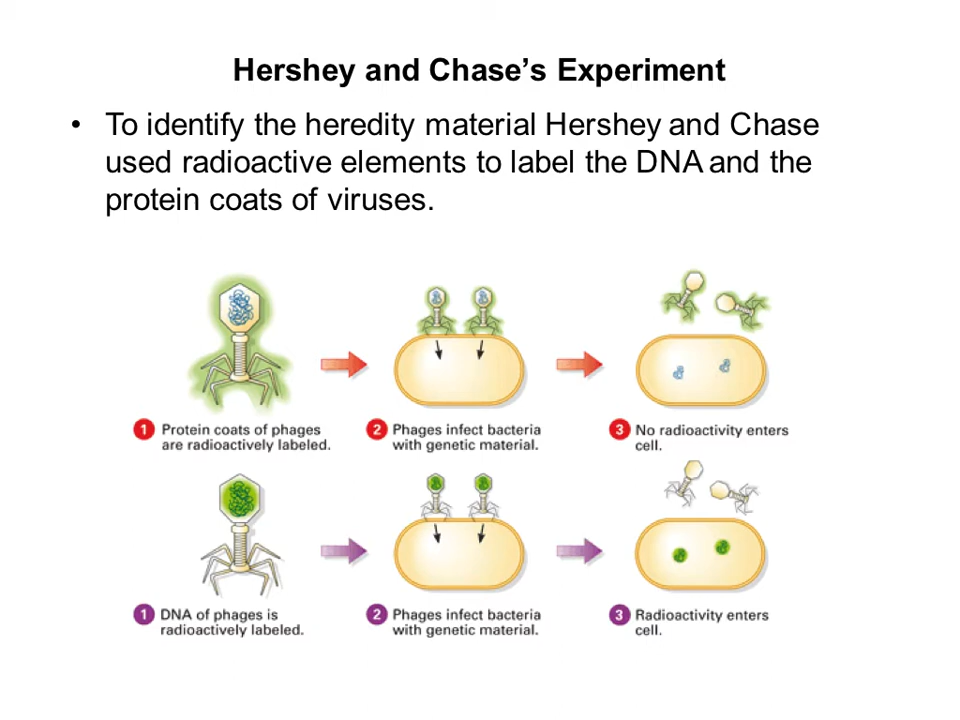 Hershey and Chase’s Experiment
• To identify the heredity material Hershey and Chase
used radioactive elements to label the DNA and the
protein coats of viruses.
1 Protein coats of phages
are radioactively labeled.
2 Phages infect bacteria
with genetic material.
3 No radioactivity enters
cell.
1 DNA of phages is
radioactively labeled.
2 Phages infect bacteria
with genetic material.
3 Radioactivity enters
cell.